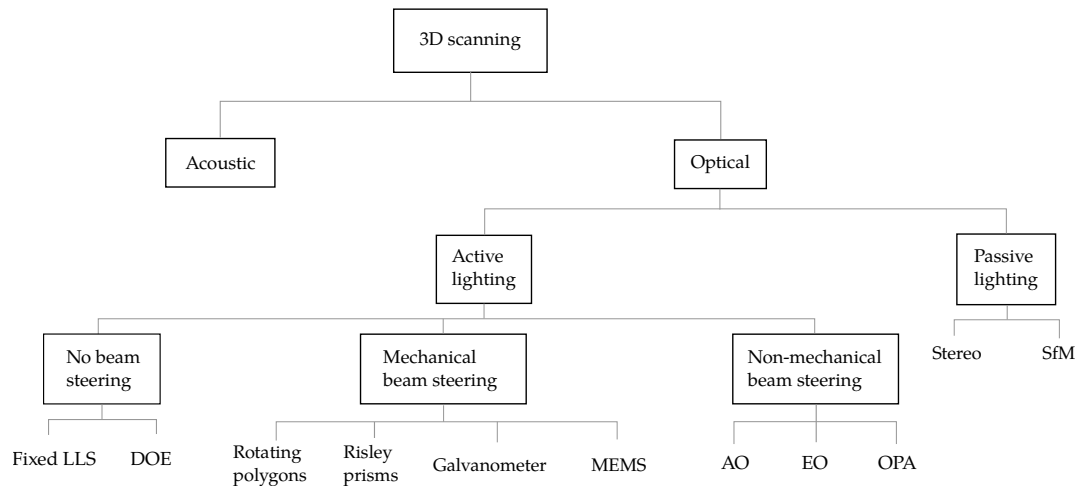 3D scanning
Acoustic
Optical
Active
lighting
Passive
lighting
No beam
steering
Mechanical
beam steering
Non-mechanical
beam steering
Stereo
SfM
Fixed LLS
DOE
Rotating
polygons
Risley
prisms
Galvanometer
MEMS
AO
EO
OPA